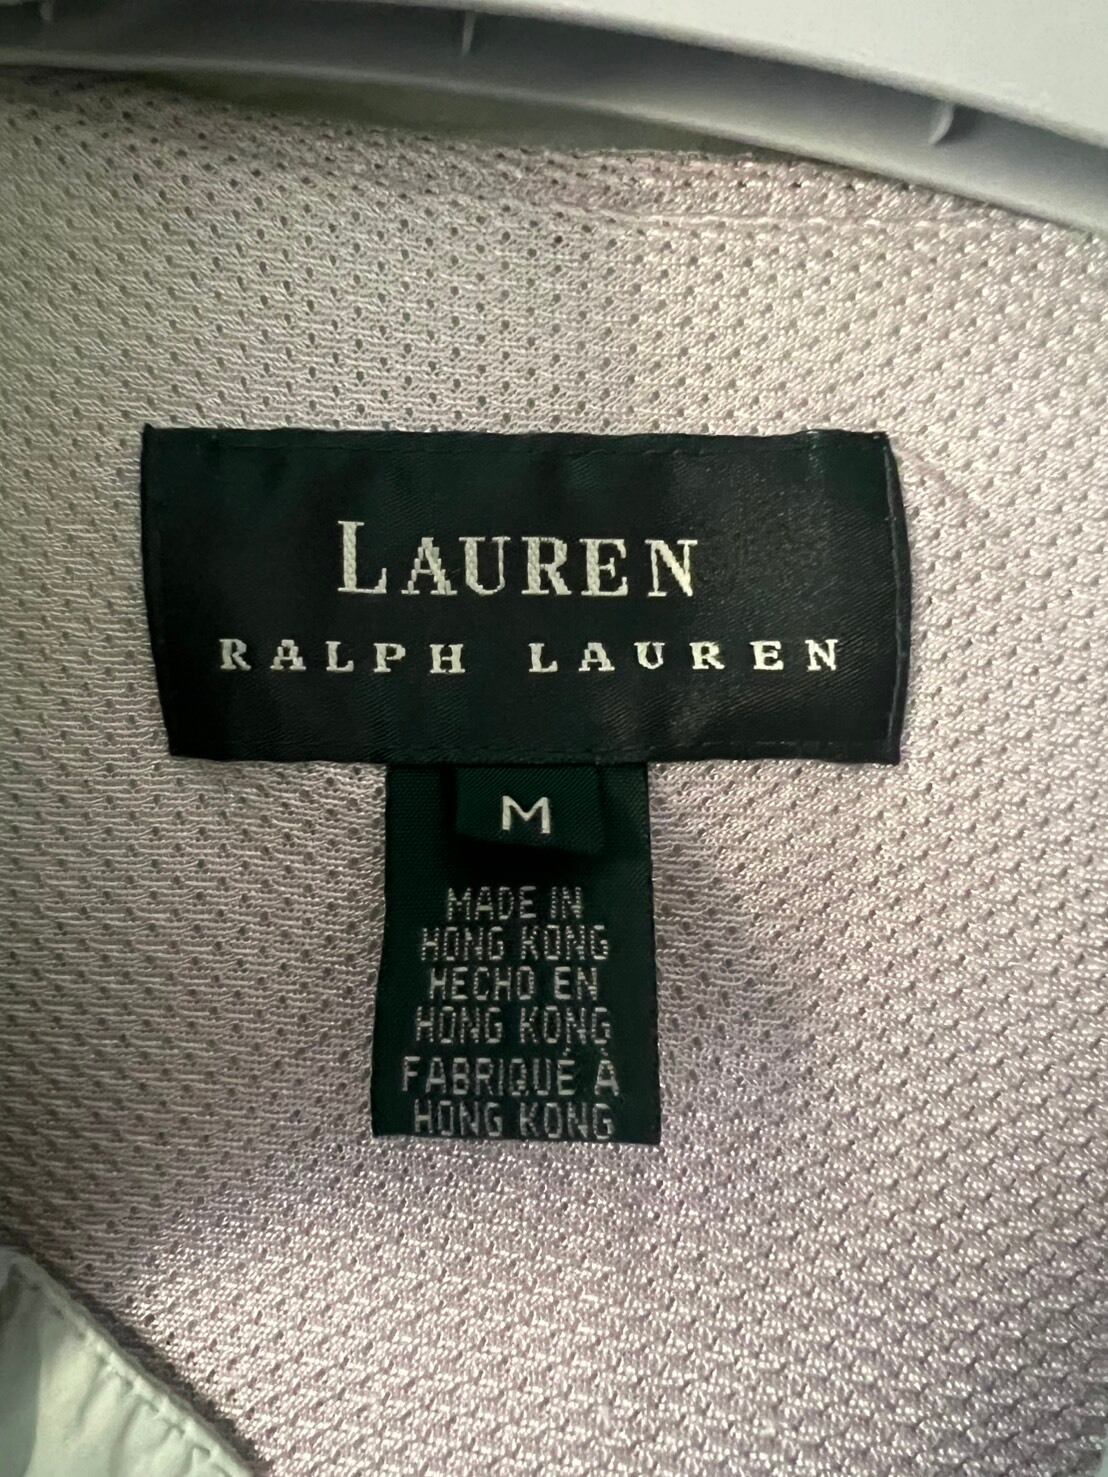 LAUREN
RALPH LAUREN
M
MADE IN
HONG KONG
HECHO EN
HONG KONG
FABRIQUÉ À
HONG KONG